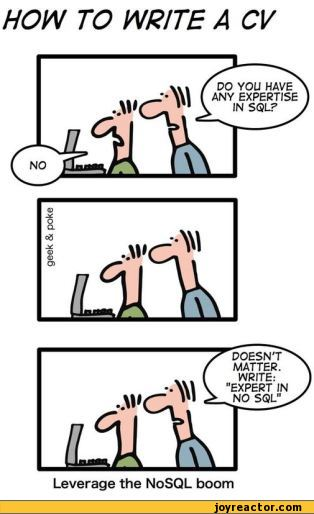 HOW TO WRITE A CV
DO YOU HAVE
ANY EXPERTISE
IN SQL?
NO
geek & poke
DOESN'T
MATTER.
WRITE:
"EXPERT IN
NO SQL"
Leverage the NoSQL boom
joyreactor.com